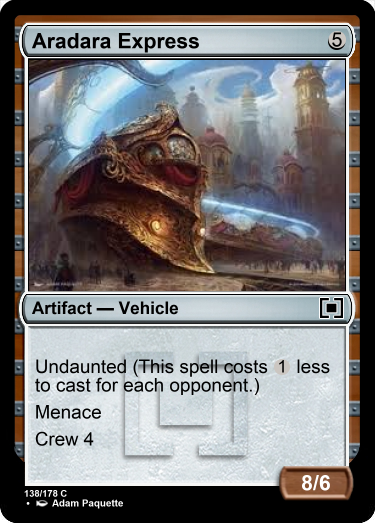 Aradara Express 5
Artifact — Vehicle
Undaunted (This spell costs 1 less
to cast for each opponent.)
Menace
Crew 4
8/6
138/178 C
• Adam Paquette